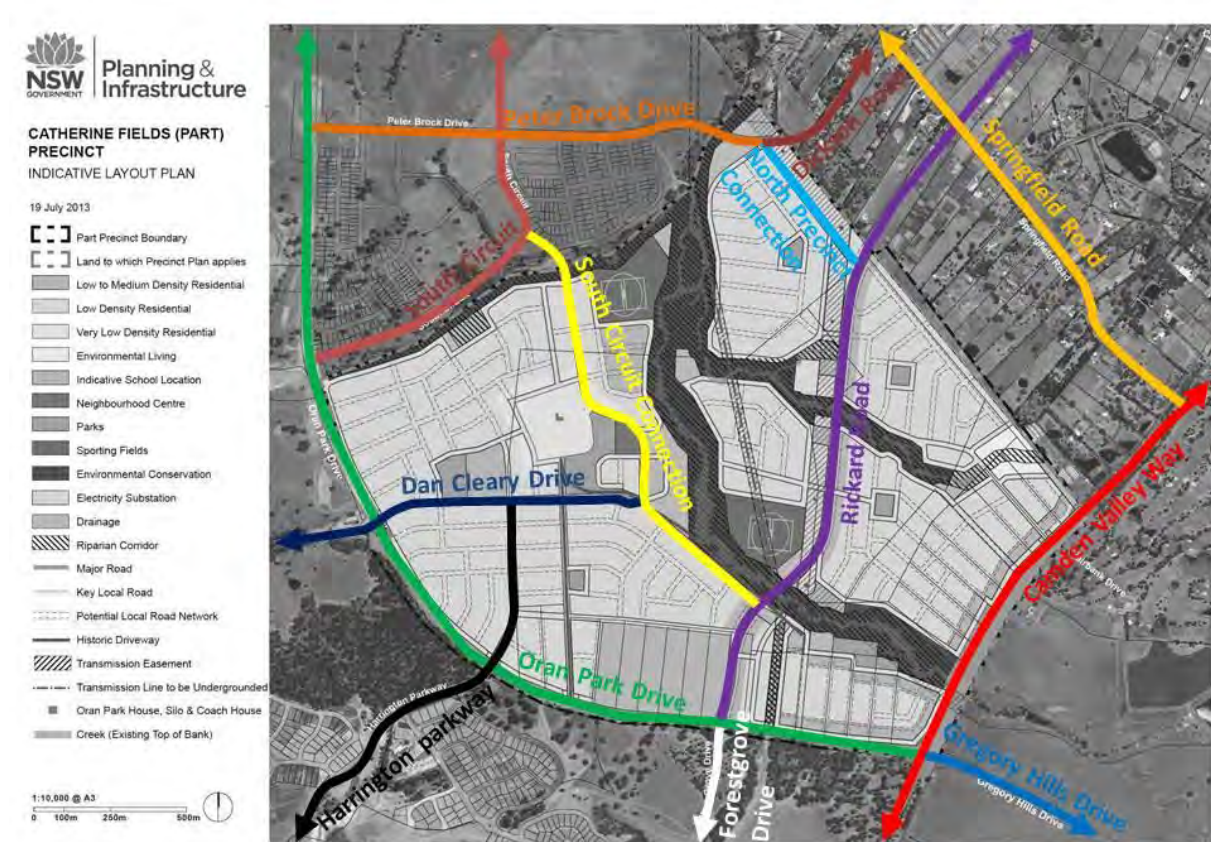 NSW
GOVERNMENT
Planning &
Infrastructure
CATHERINE FIELDS (PART)
PRECINCT
INDICATIVE LAYOUT PLAN
19 July 2013
Part Precinct Boundary
Land to which Precinct Plan applies
Low to Medium Density Residential
Low Density Residential
Very Low Density Residential
Environmental Living
Indicative School Location
Neighbourhood Centre
Parks
Sporting Fields
Environmental Conservation
Electricity Substation
Drainage
Riparian Corridor
Major Road
Key Local Road
Potential Local Road Network
Historic Driveway
Transmission Easement
Transmission Line to be Undergrounded
Oran Park House, Silo & Coach House
Creek (Existing Top of Bank)
1:10,000 @ A3
0 100m 250m 500m
Peter Brock Drive
Peter Brock Drive
Dickson Road
Springfield Road
Springfield Road
North Precinct
Connection
South Circuit
South Circuit
South Circuit Connection
Rickard Road
Oran Park Drive
Dan Cleary Drive
Camden Valley Way
Oran Park Drive
Harrington parkway
Forestgrove
Drive
Gregory Hills Drive
Gregory Hills Drive